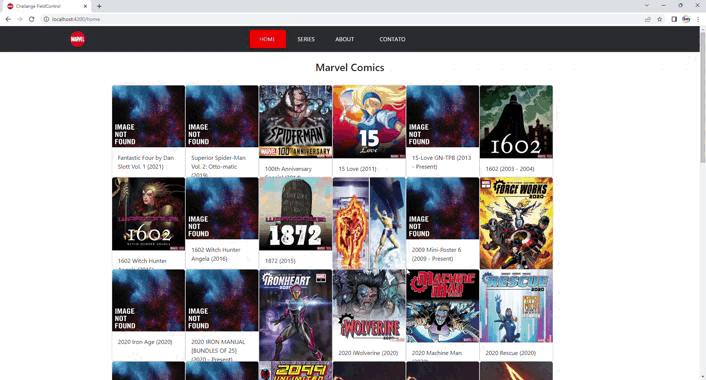 Challenge FieldControl
localhost:4200/home
MARVEL
HOME
SERIES
ABOUT
CONTATO
Marvel Comics
IMAGE NOT FOUND
Fantastic Four by Dan
Slott Vol. 1 (2021)
IMAGE NOT FOUND
Superior Spider-Man
Vol. 2: Otto-matic
(2019)
SPIDERMAN
100TH ANNIVERSARY
100th Anniversary
15
LOVE
15 Love (2011)
IMAGE NOT FOUND
15-Love GN-TPB (2013
- Present)
1602
1602 (2003 - 2004)
1602
1602 Witch Hunter
IMAGE NOT FOUND
1602 Witch Hunter
Angela (2016)
1872
1872 (2015)
IMAGE NOT FOUND
2009 Mini-Poster 6
(2009 - Present)
FORCE WORKS
2020
IMAGE NOT FOUND
2020 Iron Age (2020)
IMAGE NOT FOUND
2020 IRON MANUAL
[BUNDLES OF 25]
(2020 - Present)
IRONHEART
2020
iWOLVERINE
2020
2020 iWolverine (2020)
MACHINE MAN
2020 Machine Man
RESCUE
2020
2020 Rescue (2020)
2099
UNLIMITED